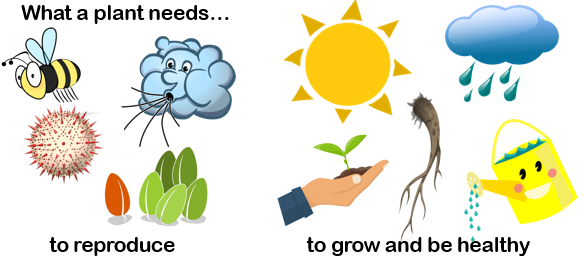 What a plant needs...
to reproduce
to grow and be healthy